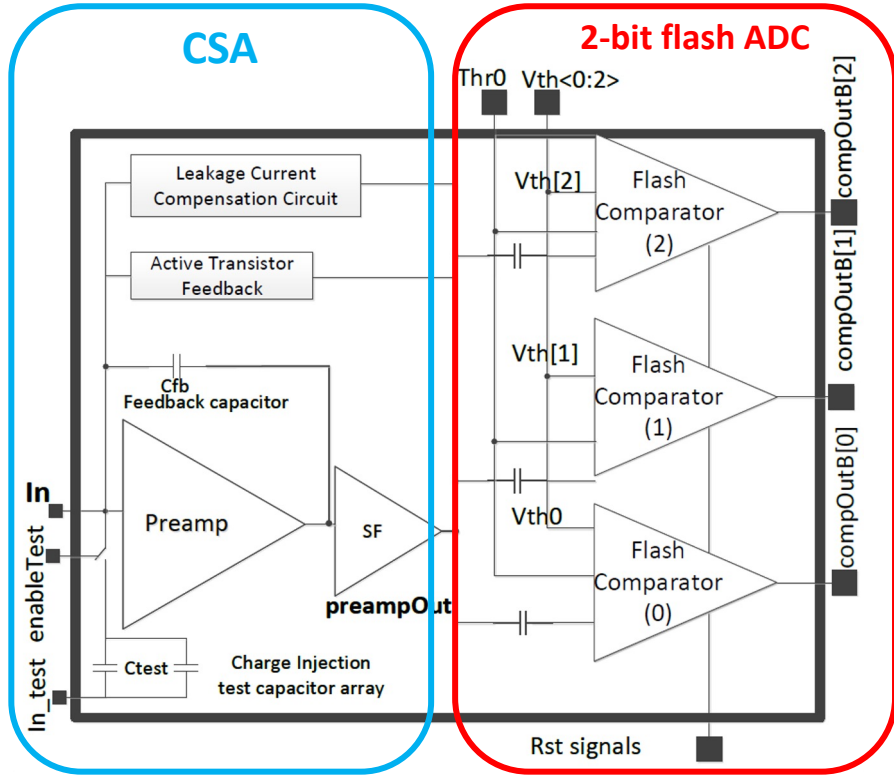 CSA
2-bit flash ADC
Thr0
Vth<0:2>
compOutB[2]
Leakage Current
Compensation Circuit
Vth[2]
Flash
Comparator
(2)
Active Transistor
Feedback
compOutB[1]
Vth[1]
Flash
Comparator
(1)
Cfb
Feedback capacitor
compOutB[0]
In
Preamp
SF
Vth0
enableTest
Flash
Comparator
(0)
preampOut
In_test
Ctest
Charge Injection
test capacitor array
Rst signals